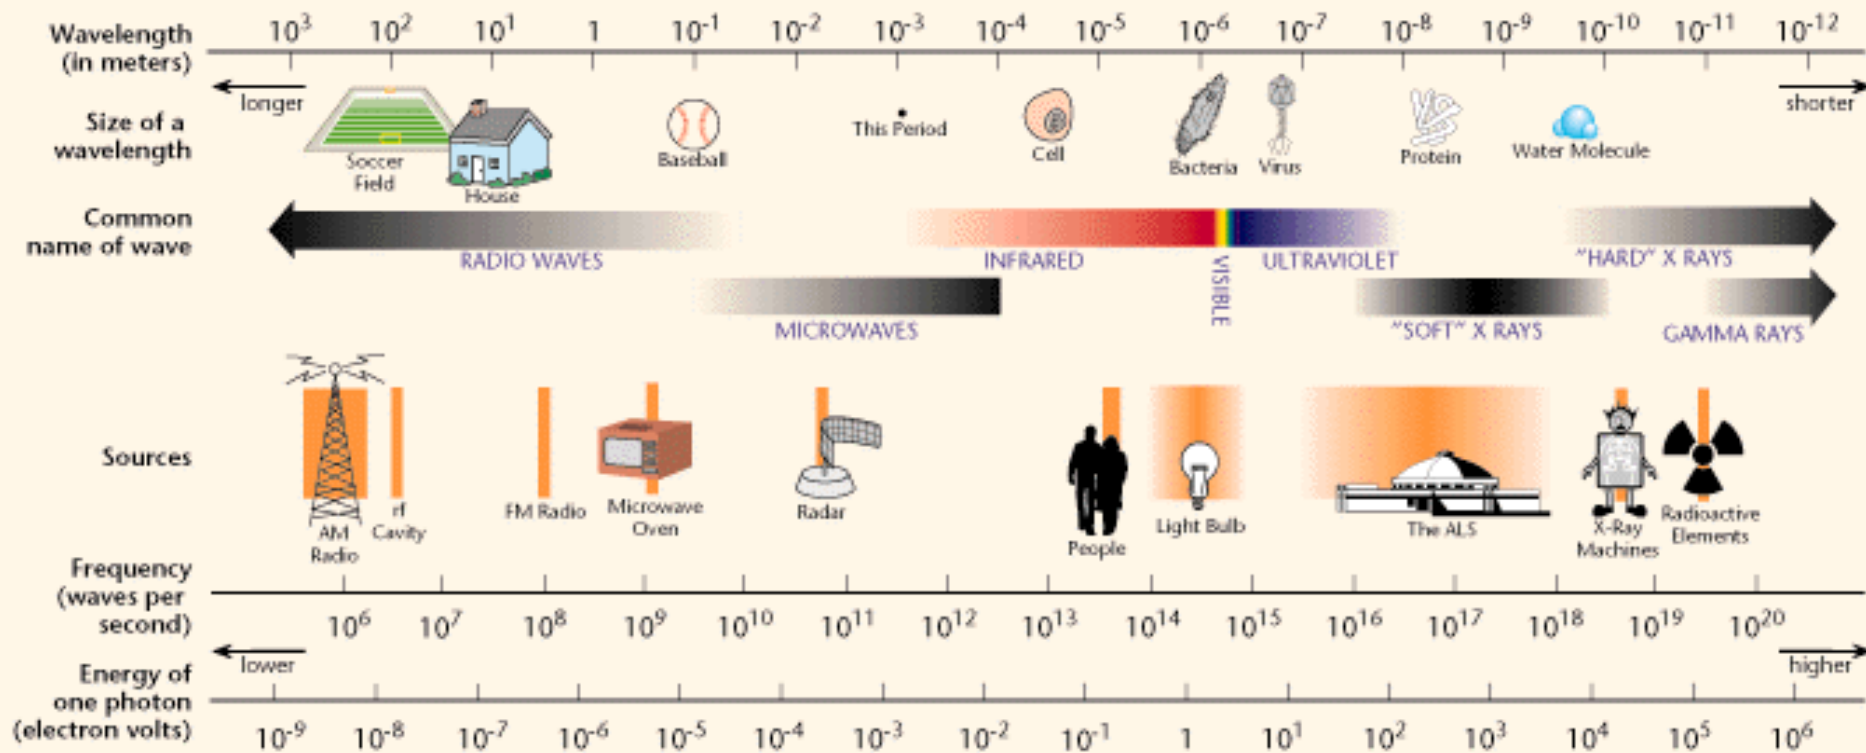 Wavelength
(in meters)
10³ 10² 10¹ 1 10⁻¹ 10⁻² 10⁻³ 10⁻⁴ 10⁻⁵ 10⁻⁶ 10⁻⁷ 10⁻⁸ 10⁻⁹ 10⁻¹⁰ 10⁻¹¹ 10⁻¹²
longer
shorter
Size of a
wavelength
Soccer
Field
House
Baseball
This Period
Cell
Bacteria
Virus
Protein
Water Molecule
Common
name of wave
RADIO WAVES
INFRARED
VISIBLE
ULTRAVIOLET
"HARD" X RAYS
MICROWAVES
"SOFT" X RAYS
GAMMA RAYS
Sources
AM
Radio
rf
Cavity
FM Radio
Microwave
Oven
Radar
People
Light Bulb
The ALS
X-Ray
Machines
Radioactive
Elements
Frequency
(waves per
second)
10⁶ 10⁷ 10⁸ 10⁹ 10¹⁰ 10¹¹ 10¹² 10¹³ 10¹⁴ 10¹⁵ 10¹⁶ 10¹⁷ 10¹⁸ 10¹⁹ 10²⁰
lower
higher
Energy of
one photon
(electron volts)
10⁻⁹ 10⁻⁸ 10⁻⁷ 10⁻⁶ 10⁻⁵ 10⁻⁴ 10⁻³ 10⁻² 10⁻¹ 1 10¹ 10² 10³ 10⁴ 10⁵ 10⁶